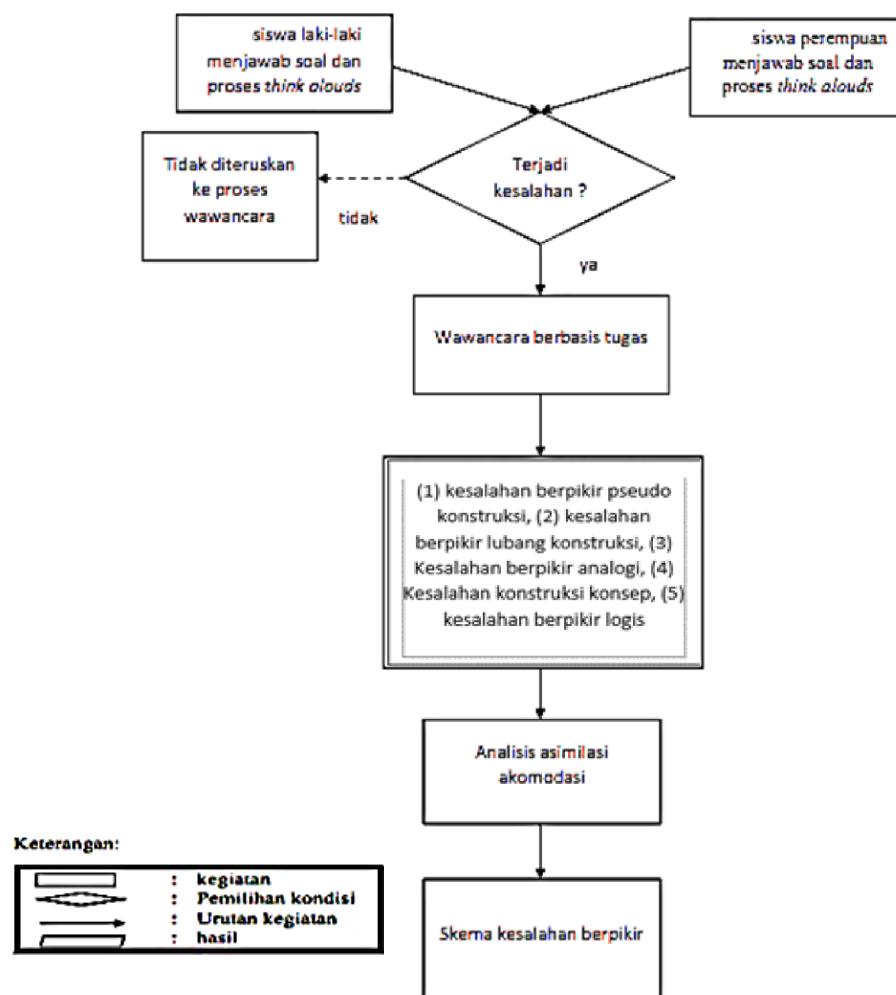 siswa laki-laki
menjawab soal dan
proses think alouds
siswa perempuan
menjawab soal dan
proses think alouds
Terjadi
kesalahan ?
Tidak diteruskan
ke proses
wawancara
tidak
ya
Wawancara berbasis tugas
(1) kesalahan berpikir pseudo
konstruksi, (2) kesalahan
berpikir lubang konstruksi, (3)
Kesalahan berpikir analogi, (4)
Kesalahan konstruksi konsep, (5)
kesalahan berpikir logis
Analisis asimilasi
akomodasi
Skema kesalahan berpikir
Keterangan:
: kegiatan
: Pemilihan kondisi
: Urutan kegiatan
: hasil